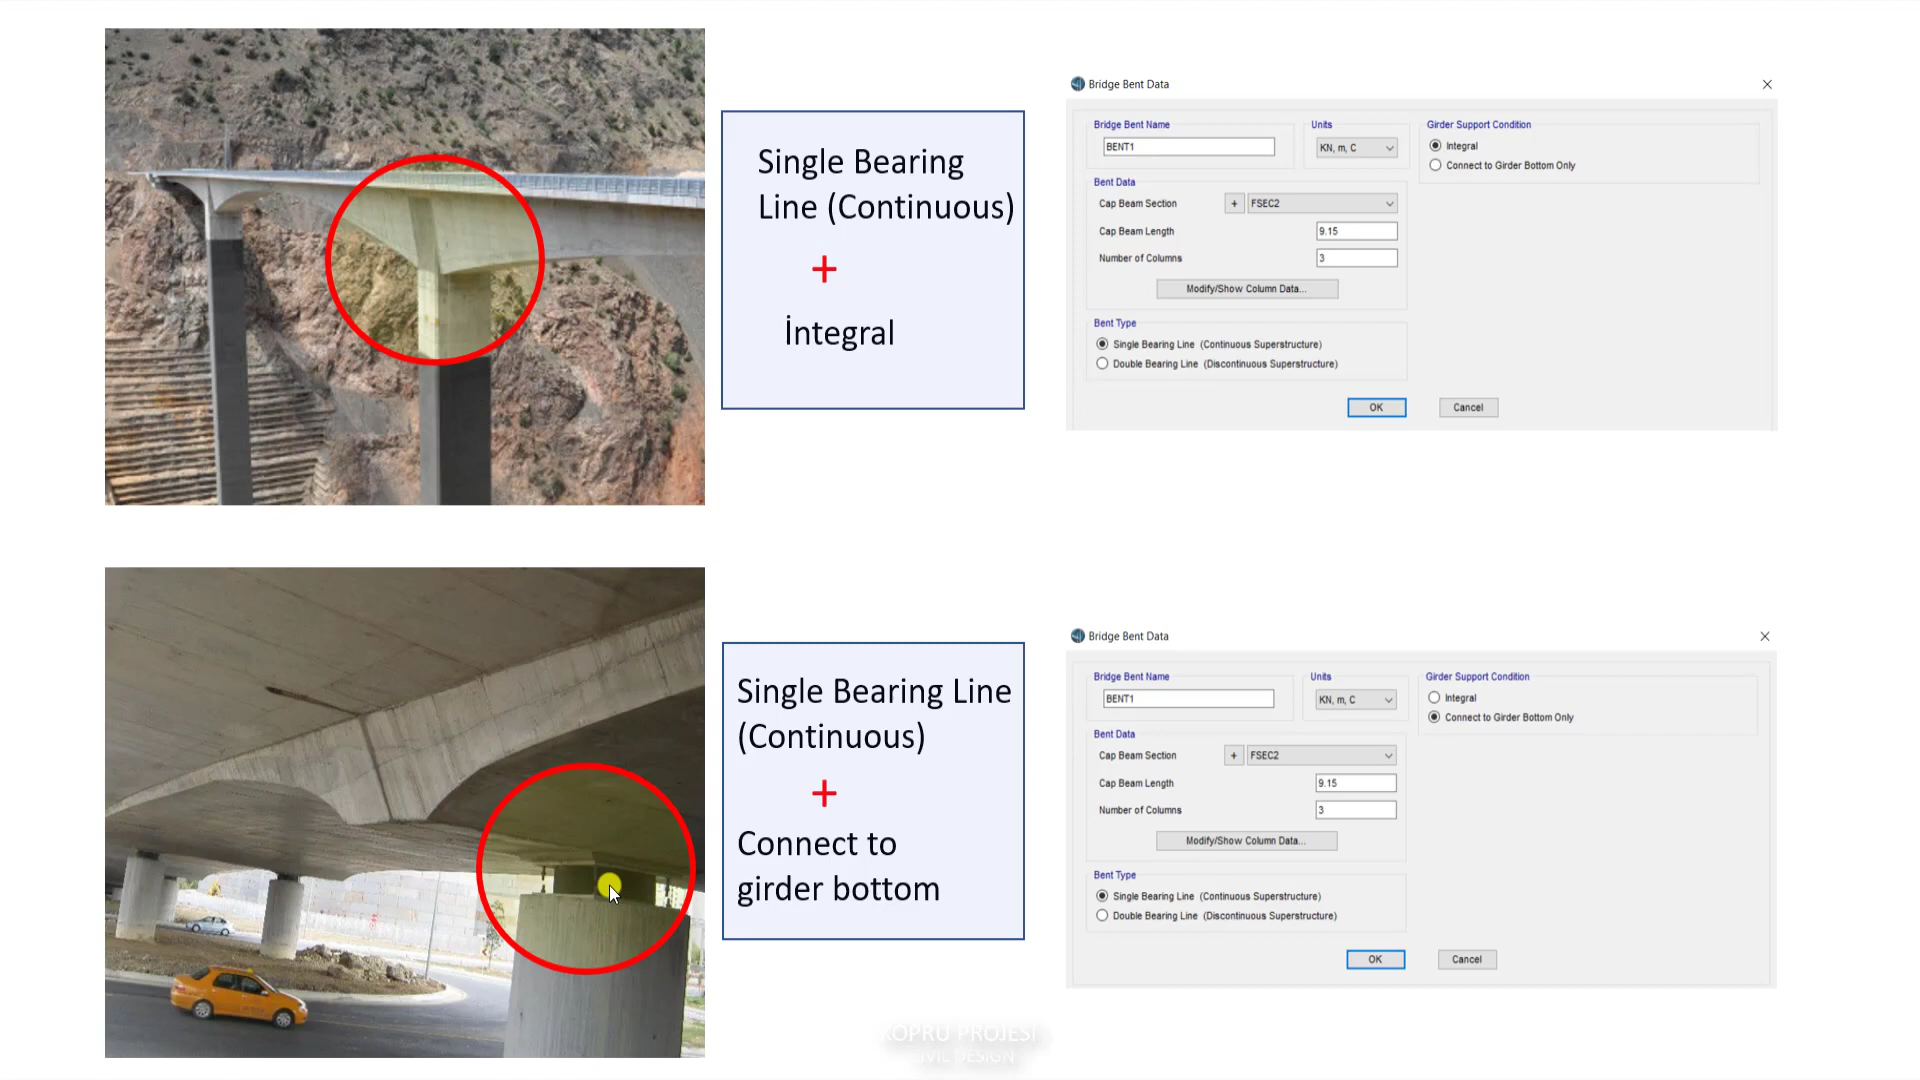 Single Bearing
Line (Continuous)
+
İntegral
Bridge Bent Data
Bridge Bent Name
BENT1
Units
KN, m, C
Girder Support Condition
Integral
Connect to Girder Bottom Only
Bent Data
Cap Beam Section
+
FSEC2
Cap Beam Length
9.15
Number of Columns
3
Modify/Show Column Data...
Bent Type
Single Bearing Line (Continuous Superstructure)
Double Bearing Line (Discontinuous Superstructure)
OK
Cancel
Single Bearing Line
(Continuous)
+
Connect to
girder bottom
Bridge Bent Data
Bridge Bent Name
BENT1
Units
KN, m, C
Girder Support Condition
Integral
Connect to Girder Bottom Only
Bent Data
Cap Beam Section
+
FSEC2
Cap Beam Length
9.15
Number of Columns
3
Modify/Show Column Data...
Bent Type
Single Bearing Line (Continuous Superstructure)
Double Bearing Line (Discontinuous Superstructure)
OK
Cancel
KOPRU PROJESI
CIVIL DESIGN